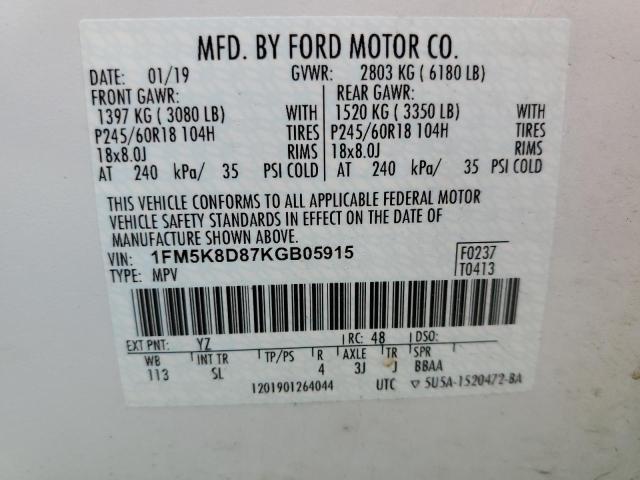 MFD. BY FORD MOTOR CO.
DATE: 01/19 GVWR: 2803 KG ( 6180 LB)
FRONT GAWR: REAR GAWR:
1397 KG ( 3080 LB) WITH 1520 KG ( 3350 LB) WITH
P245/60R18 104H TIRES P245/60R18 104H TIRES
18x8.0J RIMS 18x8.0J RIMS
AT 240 kPa/ 35 PSI COLD AT 240 kPa/ 35 PSI COLD
THIS VEHICLE CONFORMS TO ALL APPLICABLE FEDERAL MOTOR
VEHICLE SAFETY STANDARDS IN EFFECT ON THE DATE OF
MANUFACTURE SHOWN ABOVE.
VIN: 1FM5K8D87KGB05915 F0237
TYPE: MPV T0413
EXT PNT: YZ RC: 48 DSO:
WB INT TR TP/PS R AXLE TR SPR
113 SL 4 3J J BBAA
1201901264044 UTC ▽ 5U5A-1520472-BA